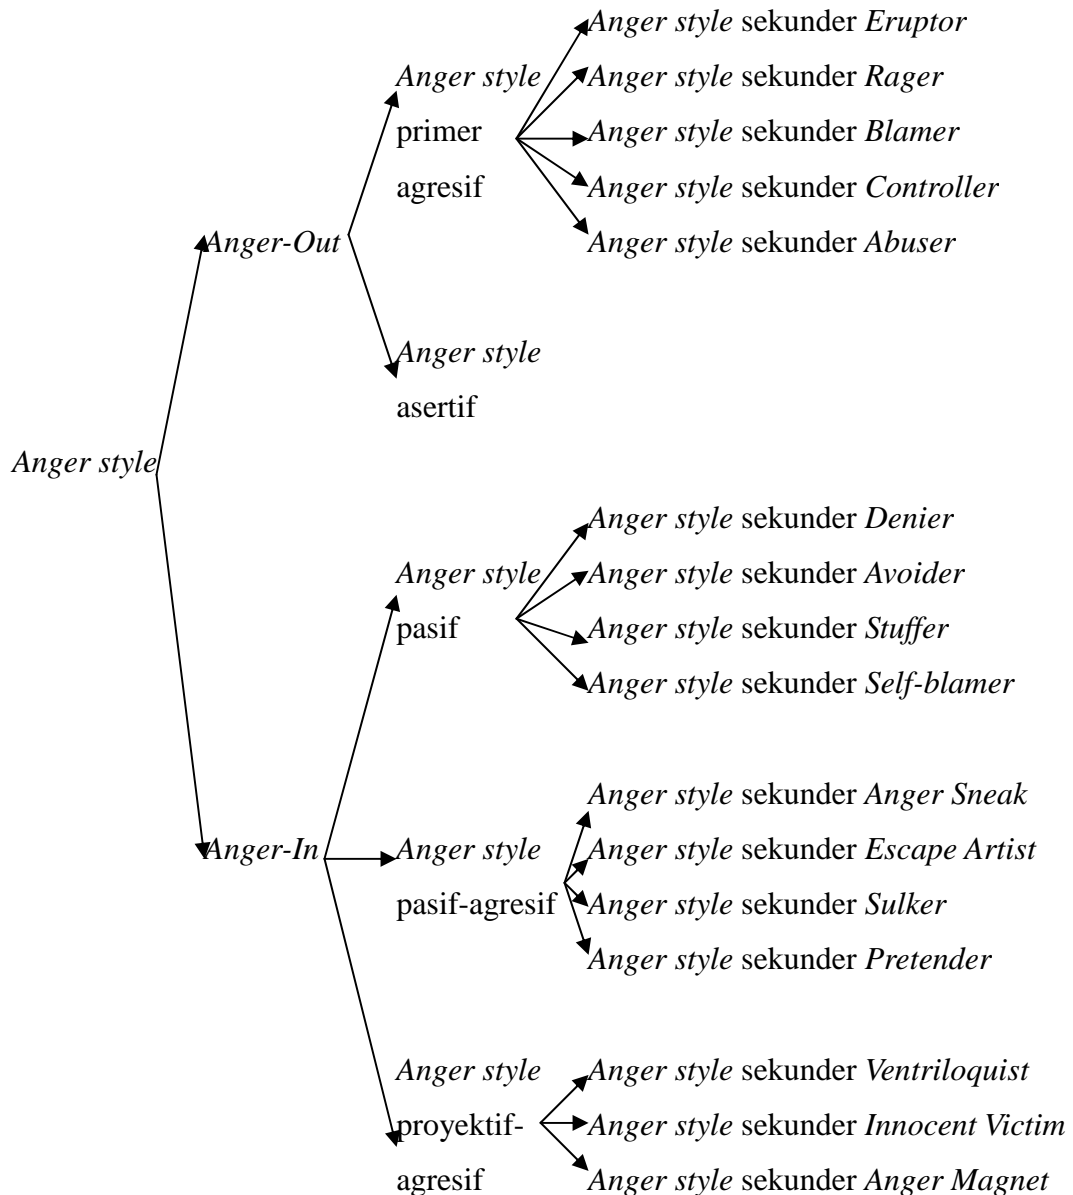 Anger style sekunder Eruptor
Anger style
Anger style sekunder Rager
primer
Anger style sekunder Blamer
agresif
Anger style sekunder Controller
Anger-Out
Anger style sekunder Abuser
Anger style
asertif
Anger style
Anger style sekunder Denier
Anger style
Anger style sekunder Avoider
pasif
Anger style sekunder Stuffer
Anger style sekunder Self-blamer
Anger style sekunder Anger Sneak
Anger-In
Anger style
Anger style sekunder Escape Artist
pasif-agresif
Anger style sekunder Sulker
Anger style sekunder Pretender
Anger style
Anger style sekunder Ventriloquist
proyektif-
Anger style sekunder Innocent Victim
agresif
Anger style sekunder Anger Magnet